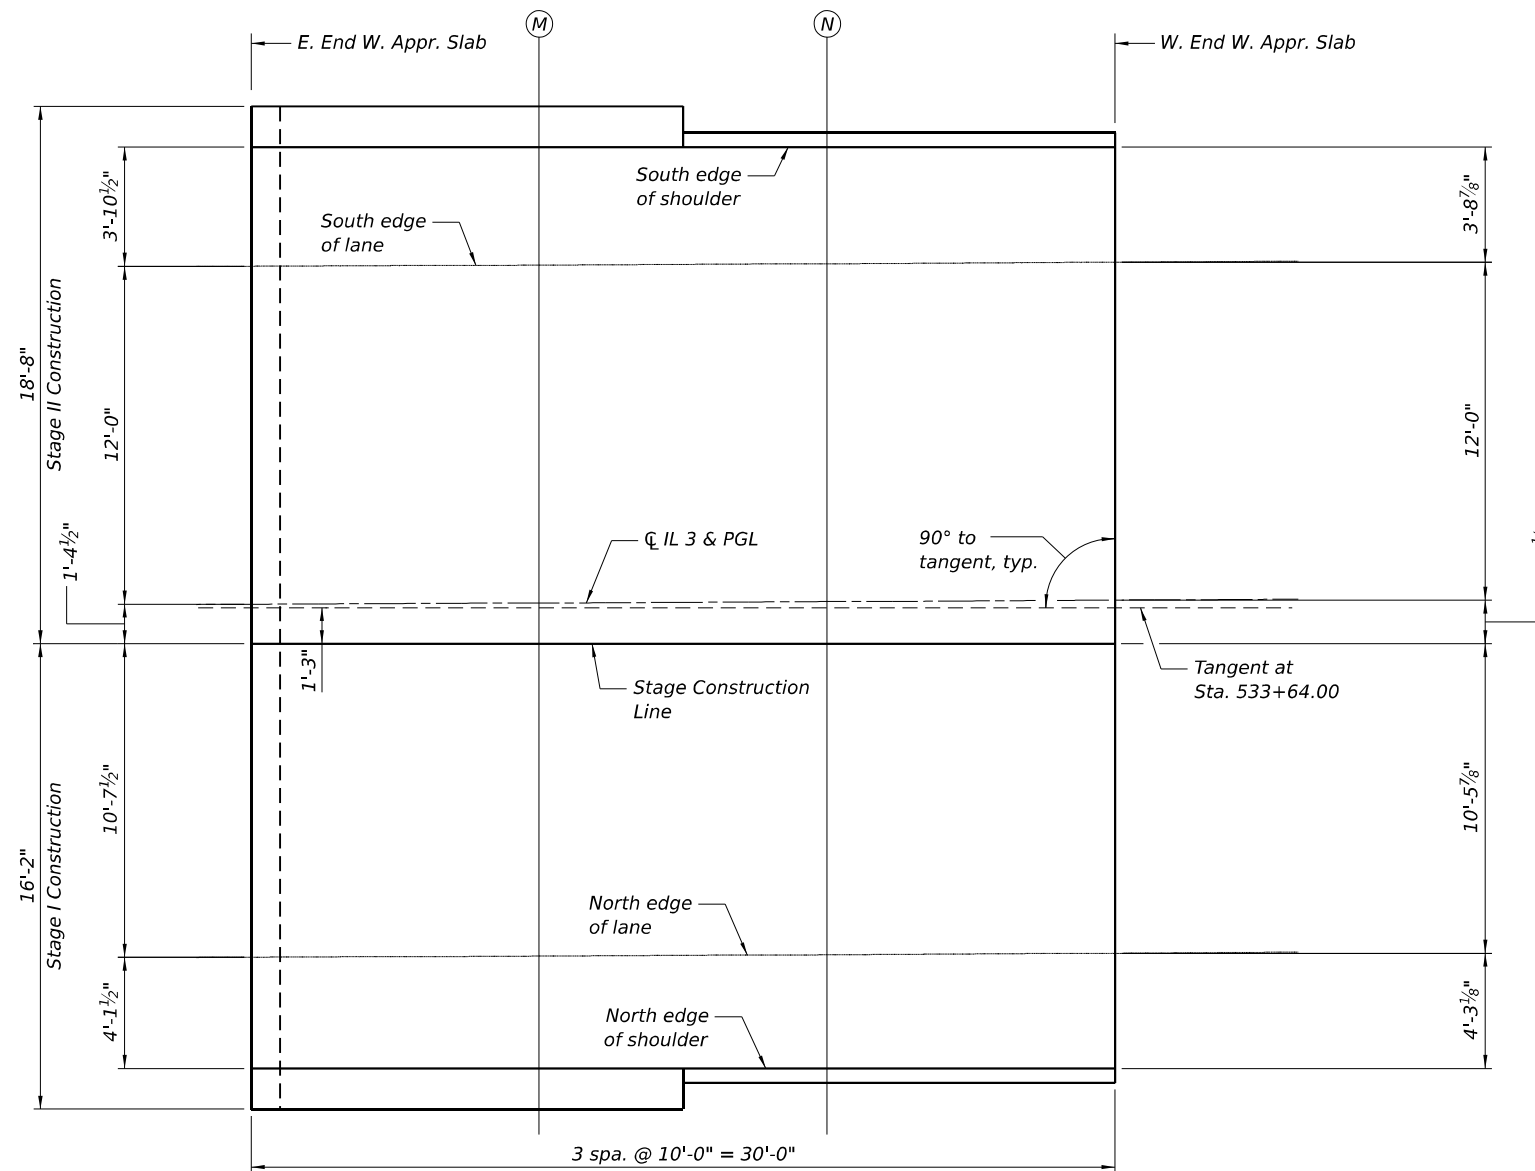 M
N
E. End W. Appr. Slab
W. End W. Appr. Slab
South edge
of shoulder
3'-10½"
3'-8⅞"
South edge
of lane
18'-8"
Stage II Construction
12'-0"
12'-0"
1'-4½"
℄ IL 3 & PGL
90° to
tangent, typ.
1'-3"
Stage Construction
Line
Tangent at
Sta. 533+64.00
16'-2"
Stage I Construction
10'-7½"
10'-5⅞"
North edge
of lane
4'-1½"
4'-3⅛"
North edge
of shoulder
3 spa. @ 10'-0" = 30'-0"